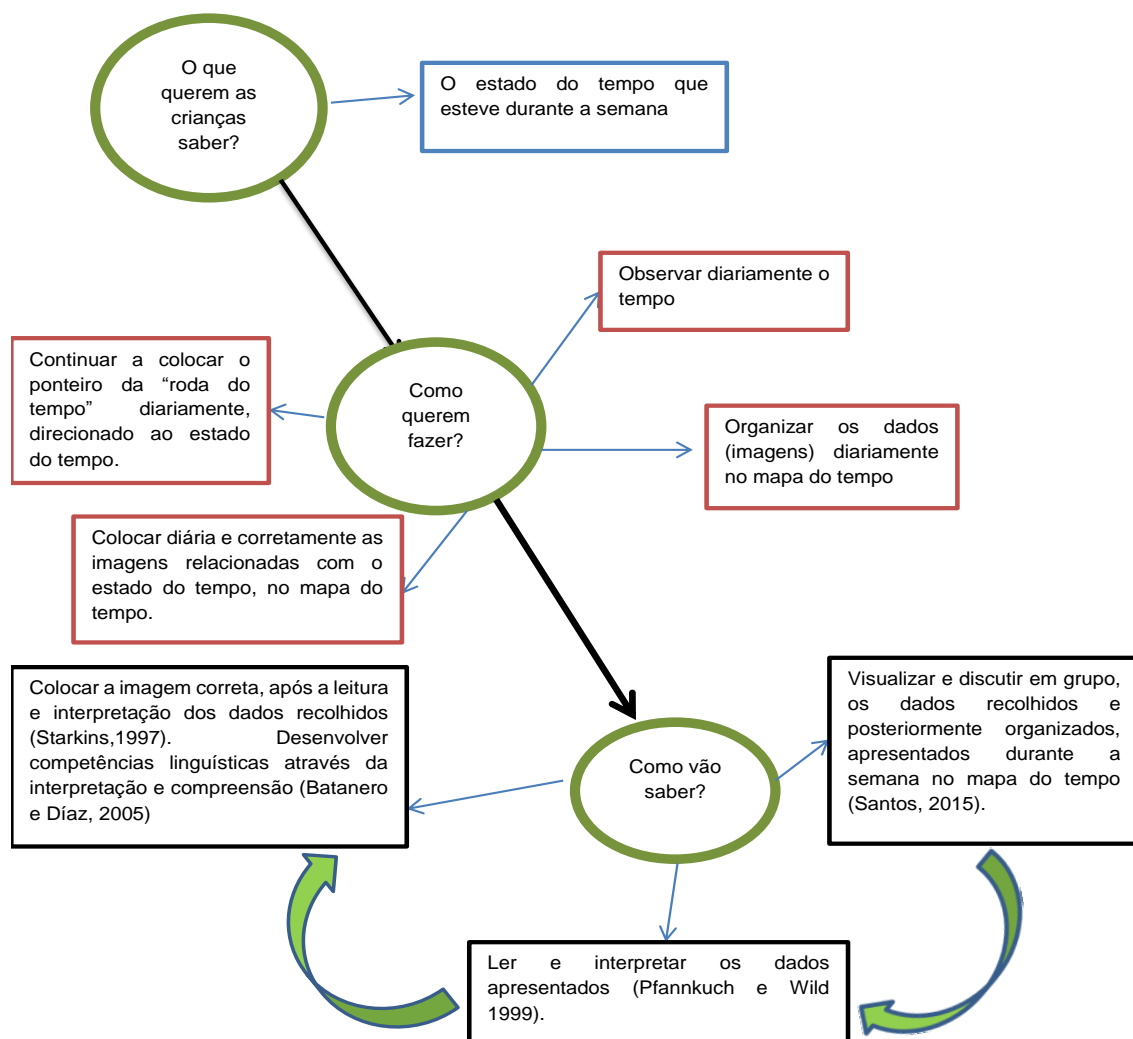 O que
querem as
crianças
saber?
O estado do tempo que
esteve durante a semana
Observar diariamente o
tempo
Continuar a colocar o
ponteiro da “roda do
tempo” diariamente,
direcionado ao estado
do tempo.
Como
querem
fazer?
Organizar os dados
(imagens) diariamente
no mapa do tempo
Colocar diária e corretamente as
imagens relacionadas com o
estado do tempo, no mapa do
tempo.
Colocar a imagem correta, após a leitura
e interpretação dos dados recolhidos
(Starkins,1997). Desenvolver
competências linguísticas através da
interpretação e compreensão (Batanero
e Díaz, 2005)
Como vão
saber?
Visualizar e discutir em grupo,
os dados recolhidos e
posteriormente organizados,
apresentados durante a
semana no mapa do tempo
(Santos, 2015).
Ler e interpretar os dados
apresentados (Pfannkuch e Wild
1999).